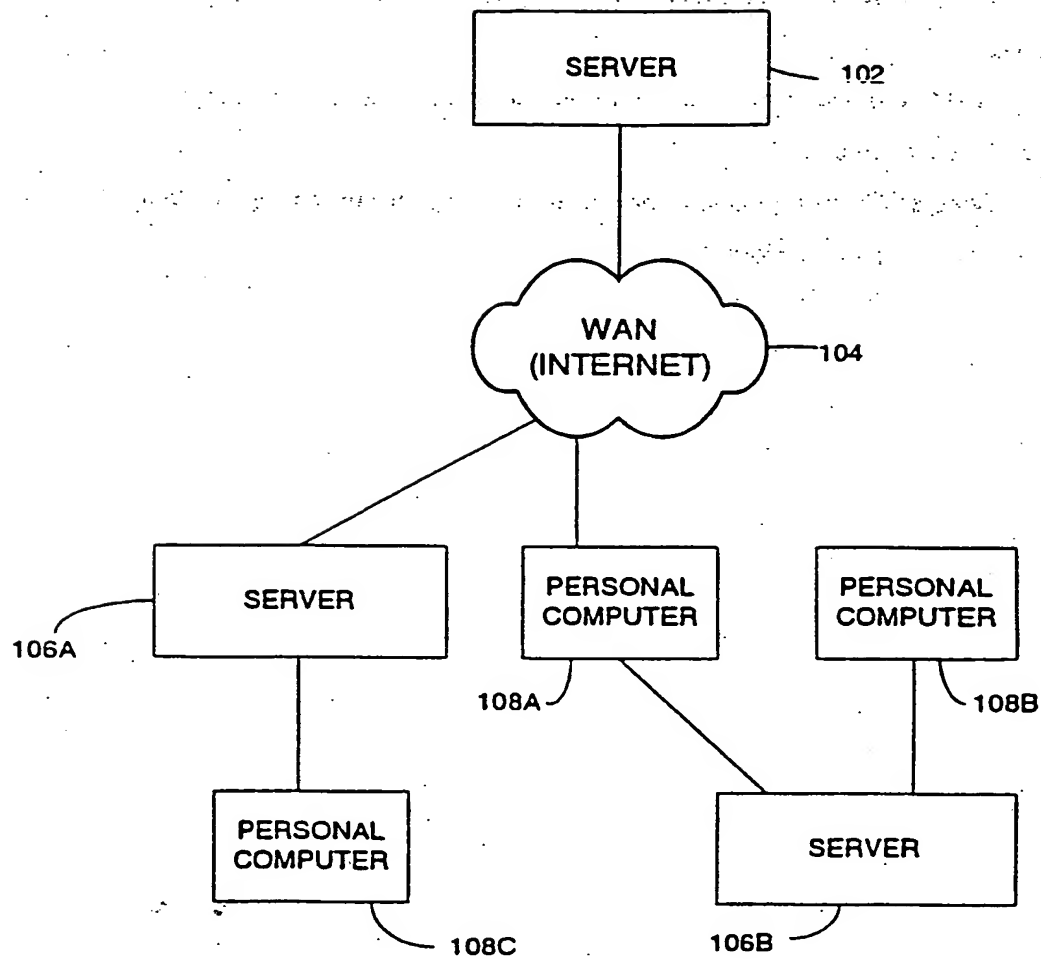 SERVER
102
WAN
(INTERNET)
104
SERVER
106A
PERSONAL
COMPUTER
108A
PERSONAL
COMPUTER
108B
PERSONAL
COMPUTER
108C
SERVER
106B